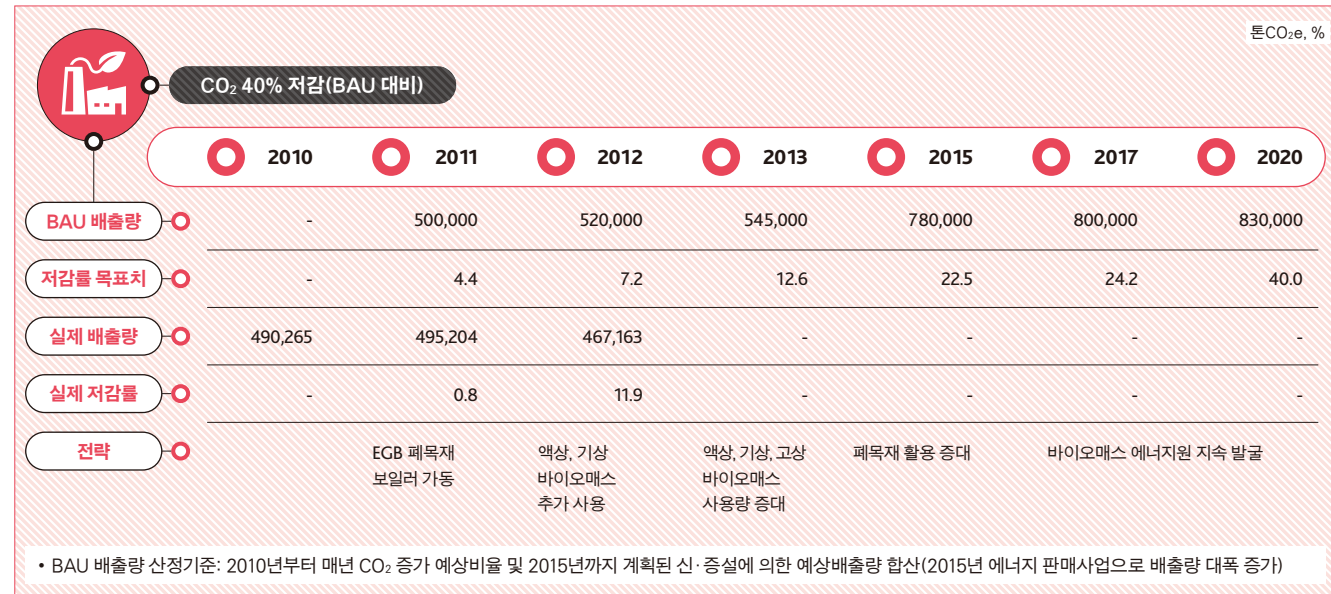 톤CO₂e, %
CO₂ 40% 저감(BAU 대비)
2010 2011 2012 2013 2015 2017 2020
BAU 배출량 - 500,000 520,000 545,000 780,000 800,000 830,000
저감률 목표치 - 4.4 7.2 12.6 22.5 24.2 40.0
실제 배출량 490,265 495,204 467,163 - - - -
실제 저감률 - 0.8 11.9 - - - -
전략 EGB 폐목재 액상, 기상 액상, 기상, 고상 폐목재 활용 증대 바이오매스 에너지원 지속 발굴
보일러 가동 바이오매스 바이오매스
추가 사용 사용량 증대
• BAU 배출량 산정기준: 2010년부터 매년 CO₂ 증가 예상비율 및 2015년까지 계획된 신·증설에 의한 예상배출량 합산(2015년 에너지 판매사업으로 배출량 대폭 증가)